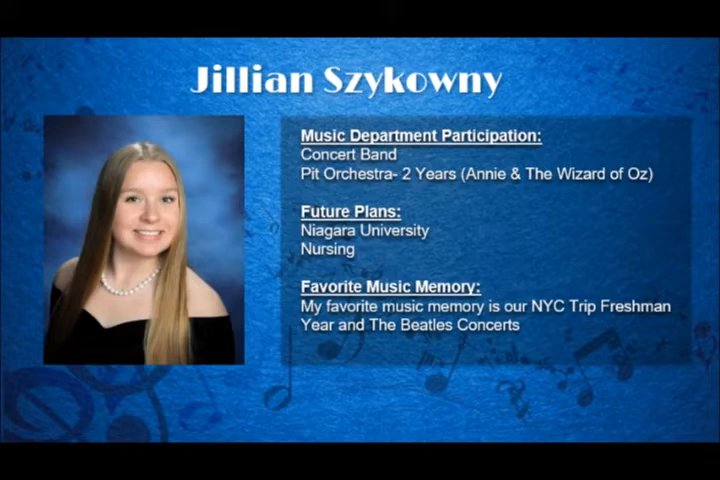 Jillian Szykowny
Music Department Participation:
Concert Band
Pit Orchestra- 2 Years (Annie & The Wizard of Oz)
Future Plans:
Niagara University
Nursing
Favorite Music Memory:
My favorite music memory is our NYC Trip Freshman
Year and The Beatles Concerts